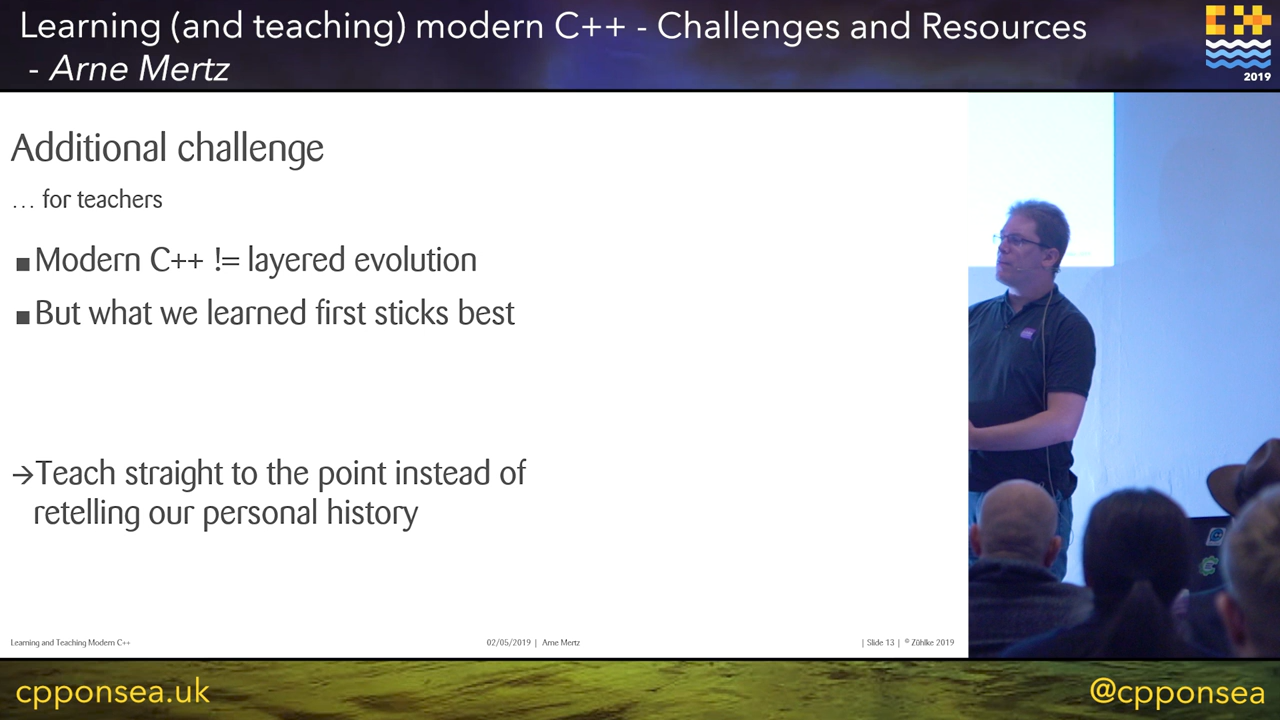 Learning (and teaching) modern C++ - Challenges and Resources
- Arne Mertz
2019
Additional challenge
... for teachers
■ Modern C++ != layered evolution
■ But what we learned first sticks best
→ Teach straight to the point instead of
retelling our personal history
Learning and Teaching Modern C++
02/05/2019 | Arne Mertz
| Slide 13 | © Zühlke 2019
cpponsea.uk
@cpponsea